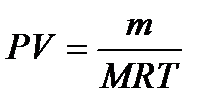 PV = m / MRT